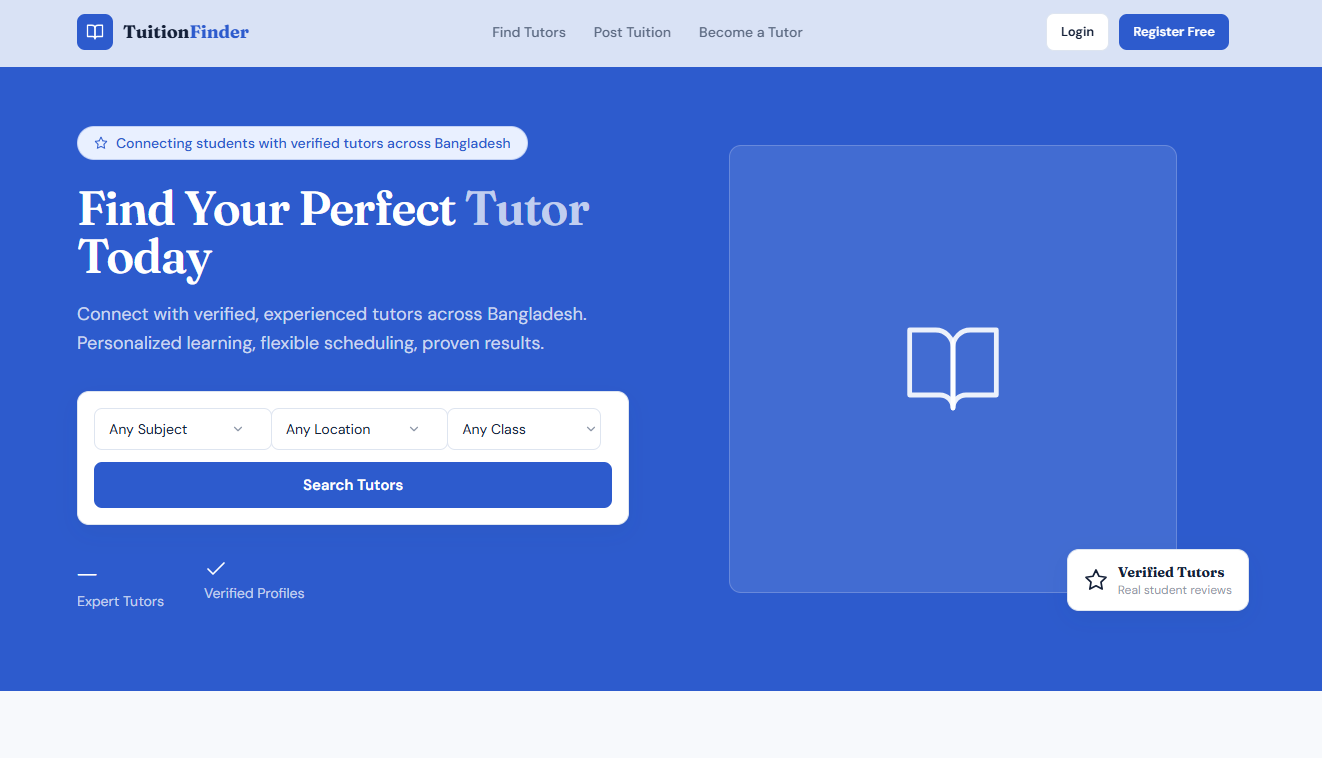 TuitionFinder
Find Tutors
Post Tuition
Become a Tutor
Login
Register Free
Connecting students with verified tutors across Bangladesh
Find Your Perfect Tutor
Today
Connect with verified, experienced tutors across Bangladesh.
Personalized learning, flexible scheduling, proven results.
Any Subject
Any Location
Any Class
Search Tutors
—
Expert Tutors
Verified Profiles
Verified Tutors
Real student reviews